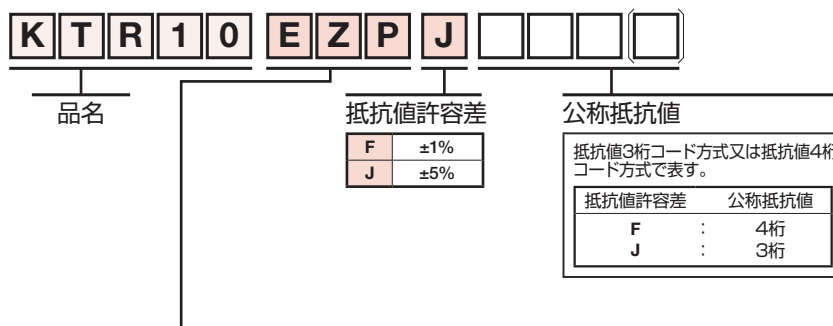 KTR10 EZP J
品名
抵抗値許容差
F ±1%
J ±5%
公称抵抗値
抵抗値3桁コード方式又は抵抗値4桁
コード方式で表す。
抵抗値許容差 公称抵抗値
F : 4桁
J : 3桁